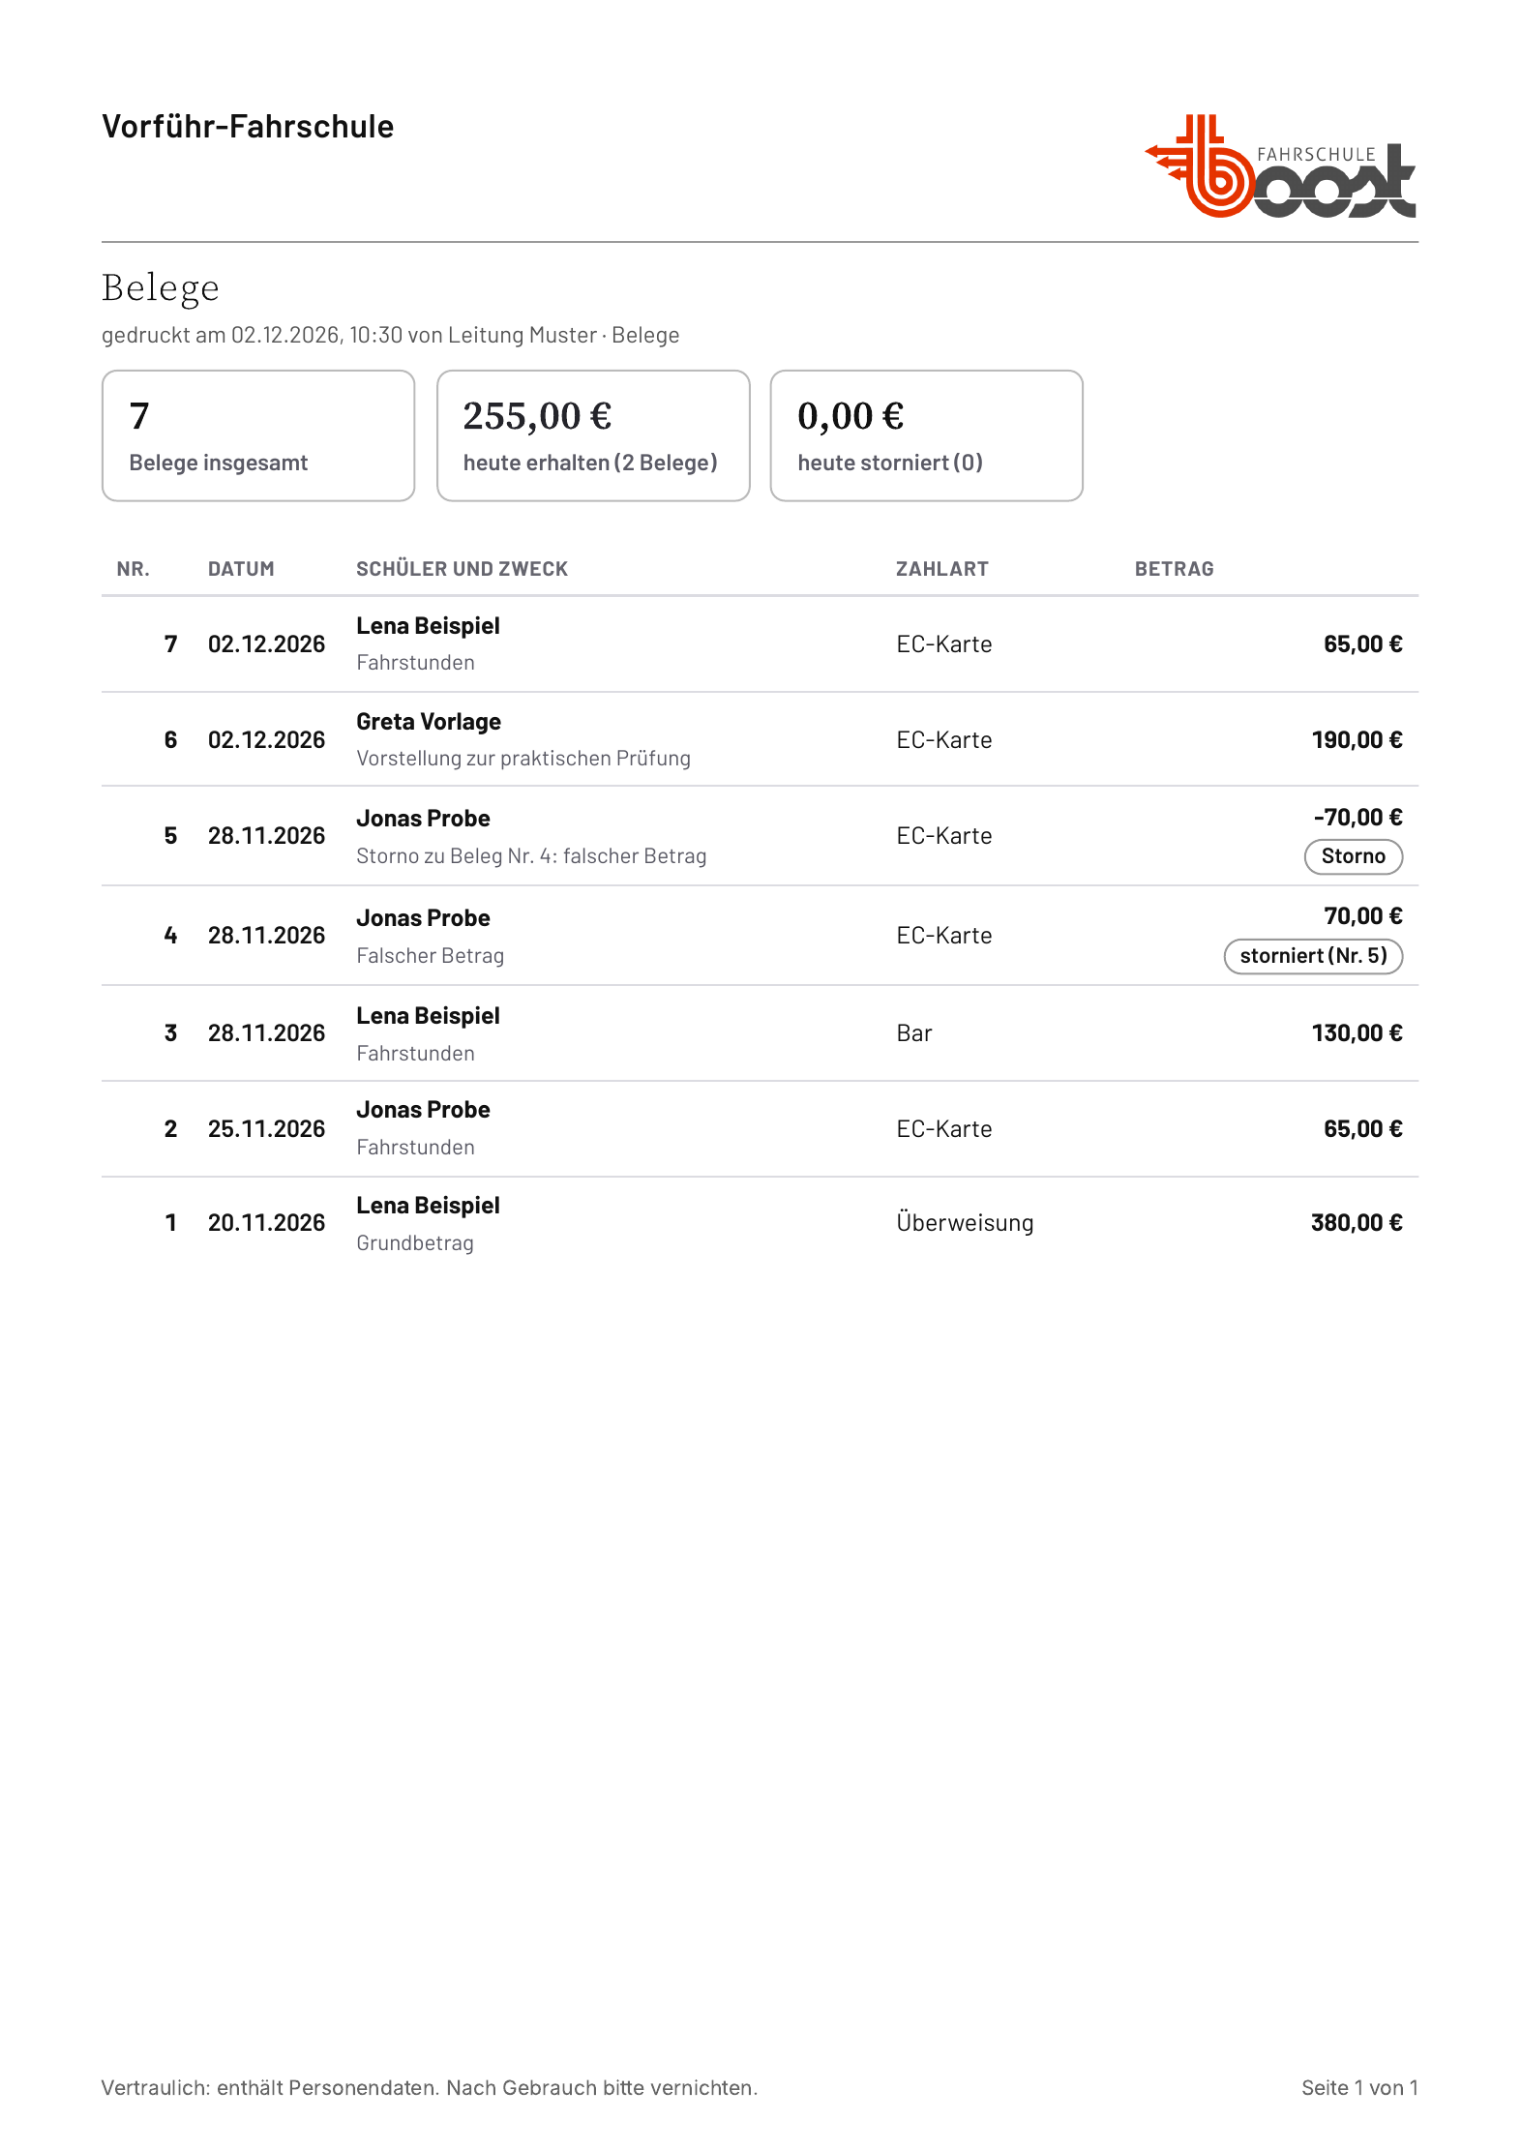 Vorführ-Fahrschule
FAHRSCHULE
boost
Belege
gedruckt am 02.12.2026, 10:30 von Leitung Muster · Belege
7
Belege insgesamt
255,00 €
heute erhalten (2 Belege)
0,00 €
heute storniert (0)
NR. DATUM SCHÜLER UND ZWECK ZAHLART BETRAG
7 02.12.2026 Lena Beispiel EC-Karte 65,00 €
Fahrstunden
6 02.12.2026 Greta Vorlage EC-Karte 190,00 €
Vorstellung zur praktischen Prüfung
5 28.11.2026 Jonas Probe EC-Karte -70,00 €
Storno zu Beleg Nr. 4: falscher Betrag Storno
4 28.11.2026 Jonas Probe EC-Karte 70,00 €
Falscher Betrag storniert (Nr. 5)
3 28.11.2026 Lena Beispiel Bar 130,00 €
Fahrstunden
2 25.11.2026 Jonas Probe EC-Karte 65,00 €
Fahrstunden
1 20.11.2026 Lena Beispiel Überweisung 380,00 €
Grundbetrag
Vertraulich: enthält Personendaten. Nach Gebrauch bitte vernichten.
Seite 1 von 1